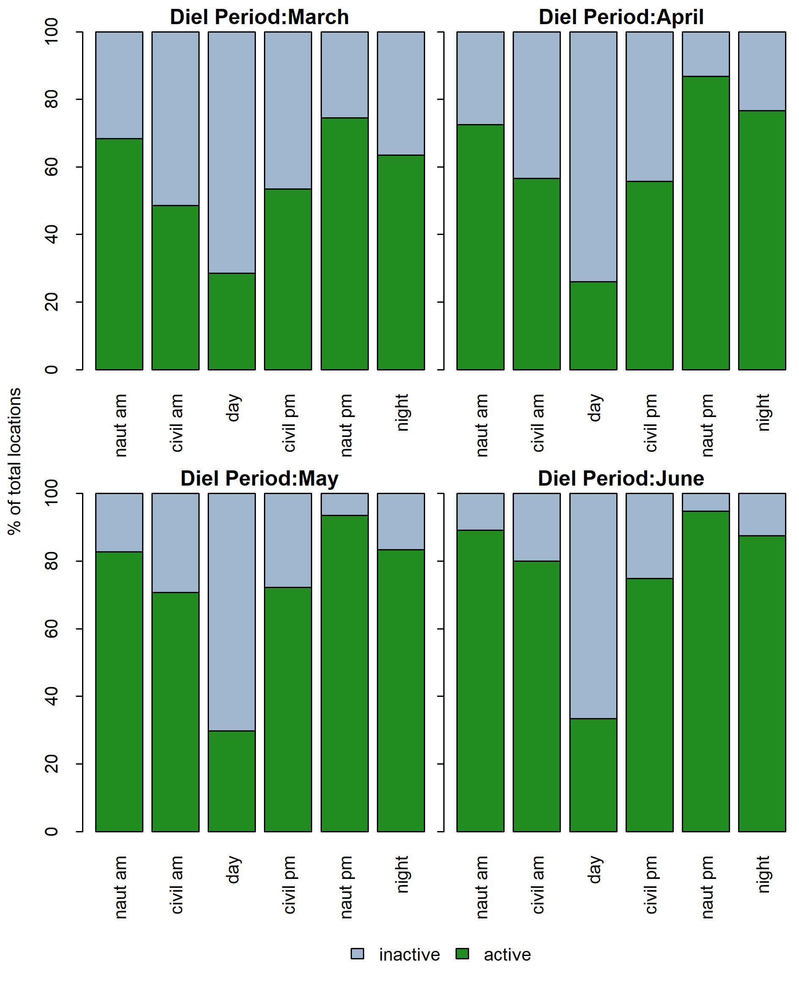 Diel Period:March
Diel Period:April
100
80
60
40
20
0
naut am
civil am
day
civil pm
naut pm
night
naut am
civil am
day
civil pm
naut pm
night
% of total locations
Diel Period:May
Diel Period:June
100
80
60
40
20
0
naut am
civil am
day
civil pm
naut pm
night
naut am
civil am
day
civil pm
naut pm
night
inactive
active